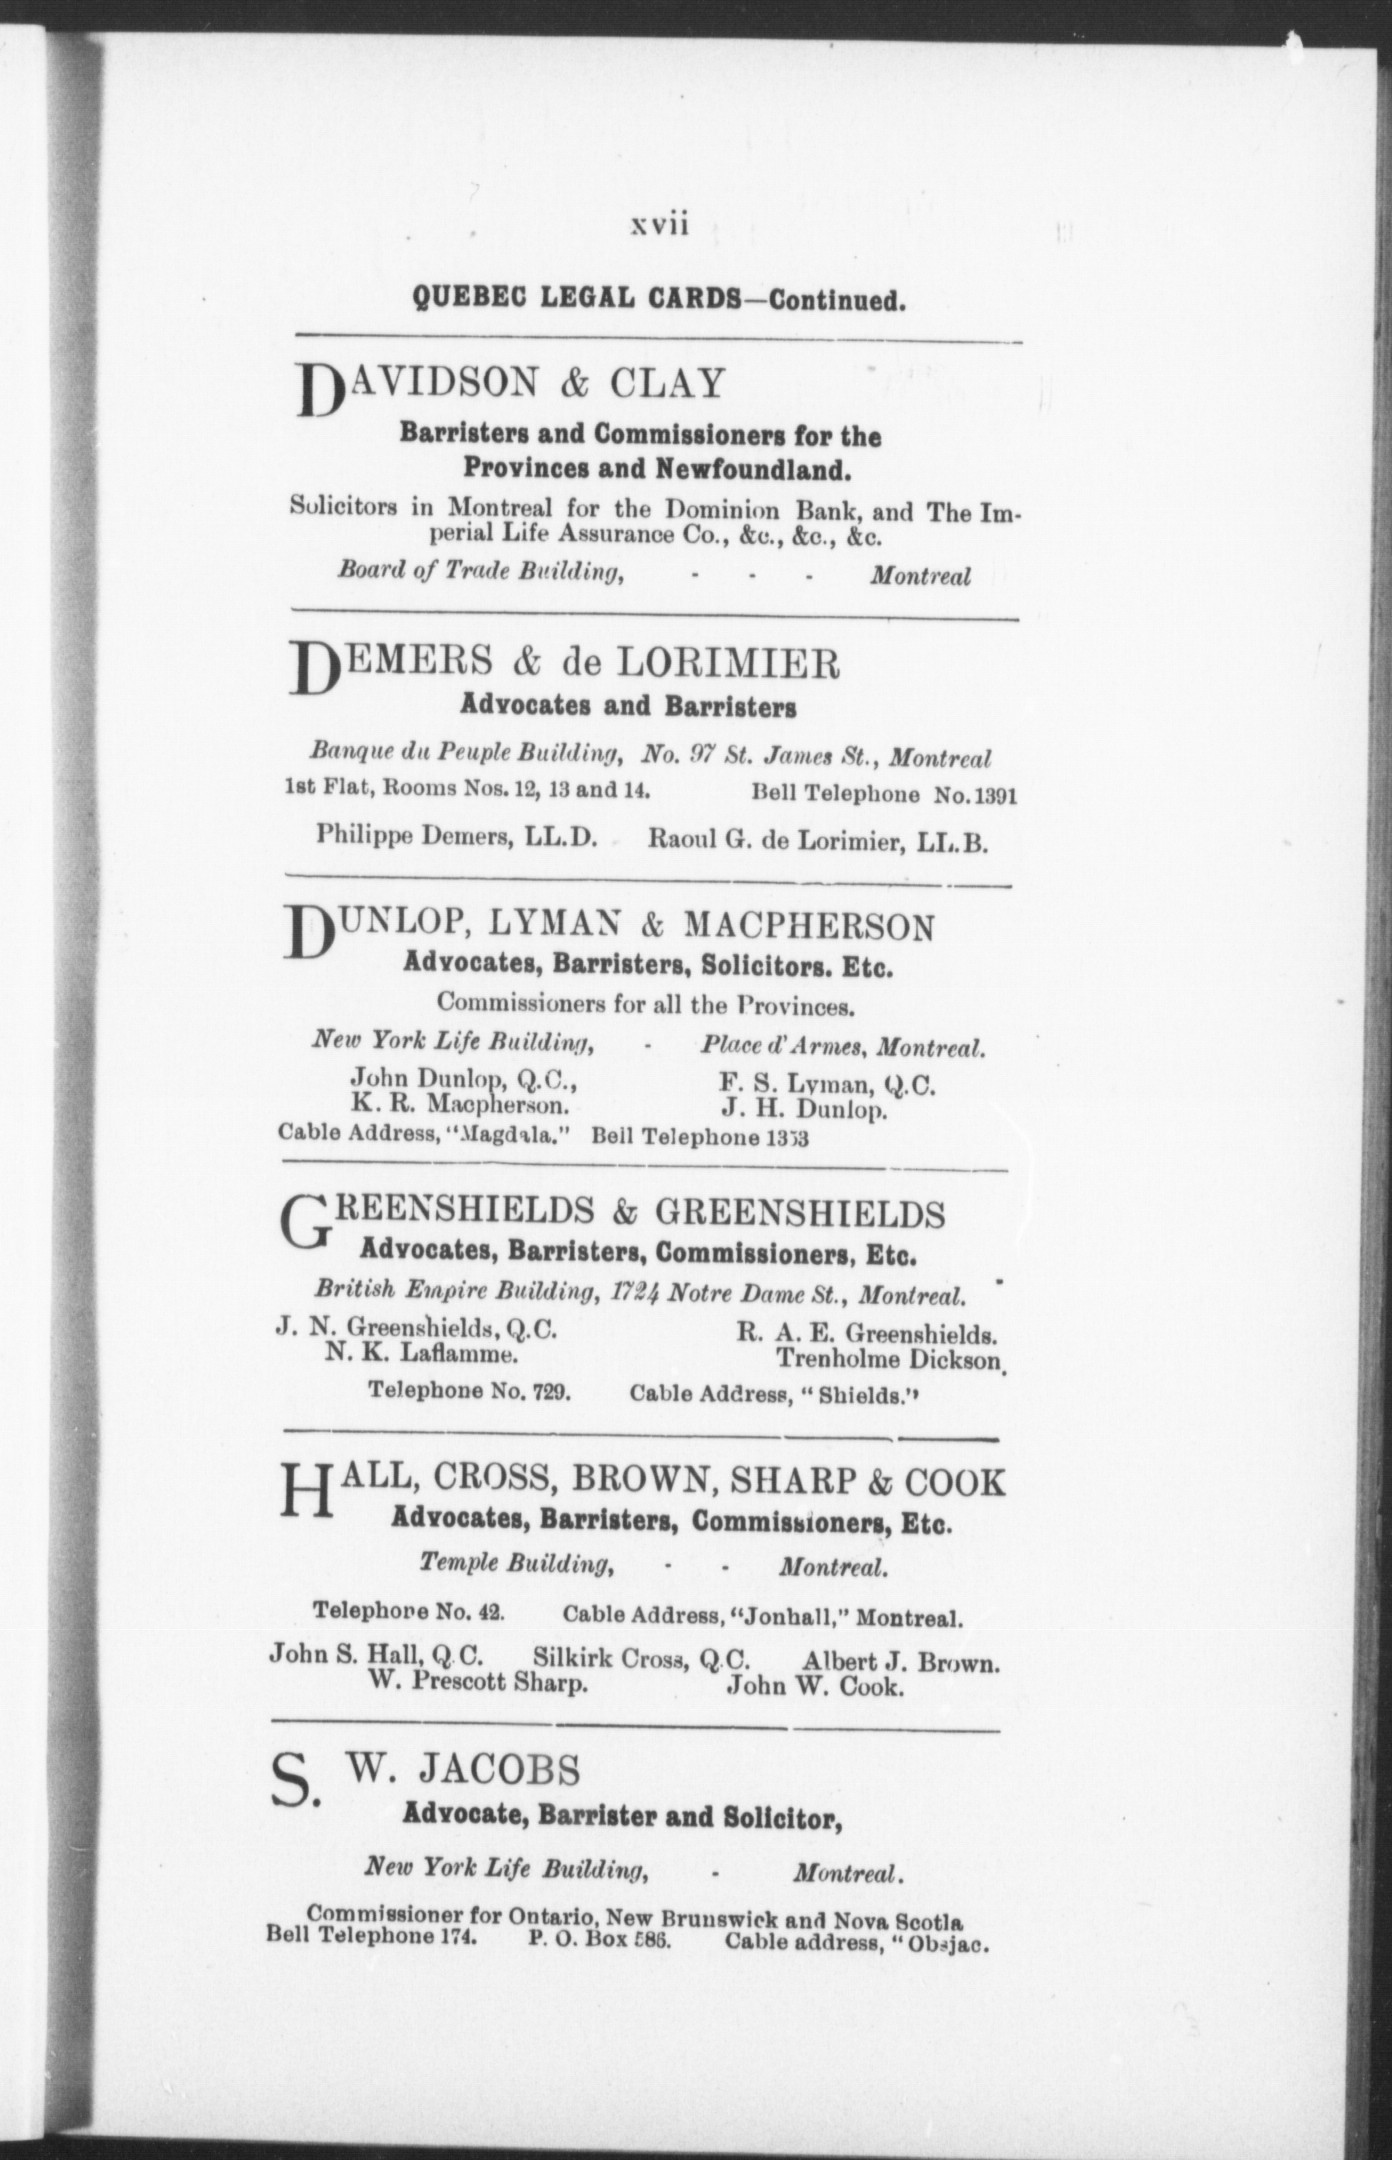 xvii
QUEBEC LEGAL CARDS—Continued.
DAVIDSON & CLAY
Barristers and Commissioners for the
Provinces and Newfoundland.
Solicitors in Montreal for the Dominion Bank, and The Im-
perial Life Assurance Co., &c., &c., &c.
Board of Trade Building, - - - Montreal
DEMERS & de LORIMIER
Advocates and Barristers
Banque du Peuple Building, No. 97 St. James St., Montreal
1st Flat, Rooms Nos. 12, 13 and 14. Bell Telephone No. 1391
Philippe Demers, LL.D. Raoul G. de Lorimier, LL.B.
DUNLOP, LYMAN & MACPHERSON
Advocates, Barristers, Solicitors. Etc.
Commissioners for all the Provinces.
New York Life Building, - Place d'Armes, Montreal.
John Dunlop, Q.C., F. S. Lyman, Q.C.
K. R. Macpherson. J. H. Dunlop.
Cable Address, "Magdala." Bell Telephone
GREENSHIELDS & GREENSHIELDS
Advocates, Barristers, Commissioners, Etc.
British Empire Building, 1724 Notre Dame St., Montreal.
J. N. Greenshields, Q.C. R. A. E. Greenshields.
N. K. Laflamme. Trenholme Dickson.
Telephone No. 729. Cable Address, "Shields."
HALL, CROSS, BROWN, SHARP & COOK
Advocates, Barristers, Commissioners, Etc.
Temple Building, - - Montreal.
Telephone No. 42. Cable Address, "Jonhall," Montreal.
John S. Hall, Q.C. Silkirk Cross, Q.C. Albert J. Brown.
W. Prescott Sharp. John W. Cook.
S. W. JACOBS
Advocate, Barrister and Solicitor,
New York Life Building, - Montreal.
Commissioner for Ontario, New Brunswick and Nova Scotia
Bell Telephone 174. P. O. Box 586. Cable address, "Obsjac.